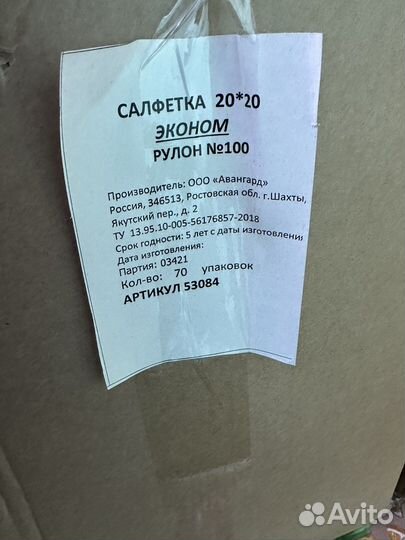 САЛФЕТКА 20*20
ЭКОНОМ
РУЛОН №100
Производитель: ООО «Авангард»
Россия, 346513, Ростовская обл. г.Шахты,
Якутский пер., д. 2
ТУ 13.95.10-005-56176857-2018
Срок годности: 5 лет с даты изготовления
Дата изготовления:
Партия: 03421
Кол-во: 70 упаковок
АРТИКУЛ 53084
Avito